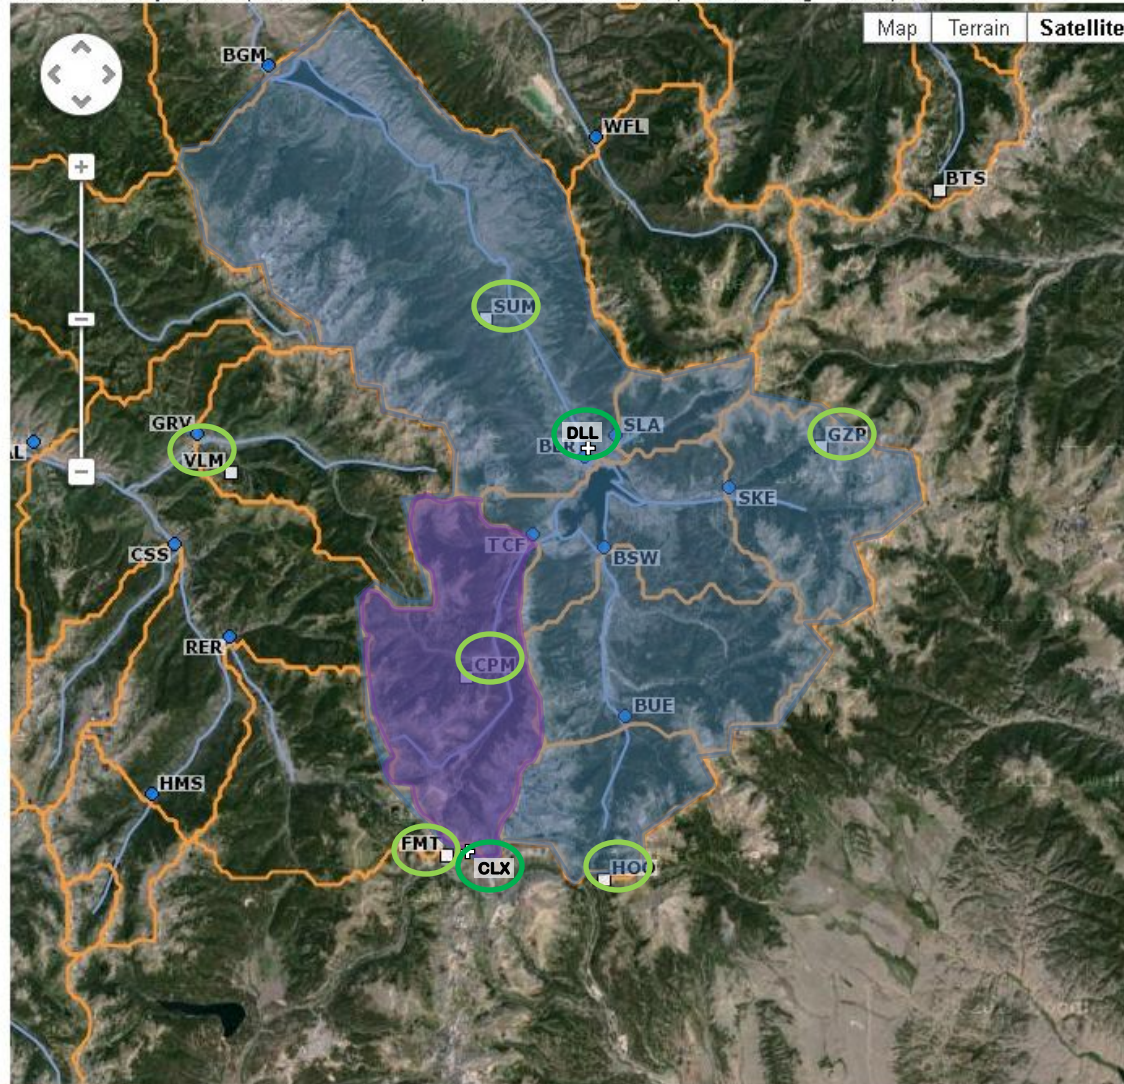 Map Terrain Satellite
BGM
WFL
BTS
SUM
GRV
DLL
SLA
GZP
VLM
SKE
CSS
TCF
BSW
RER
CPM
BUE
HMS
FMT
CLX